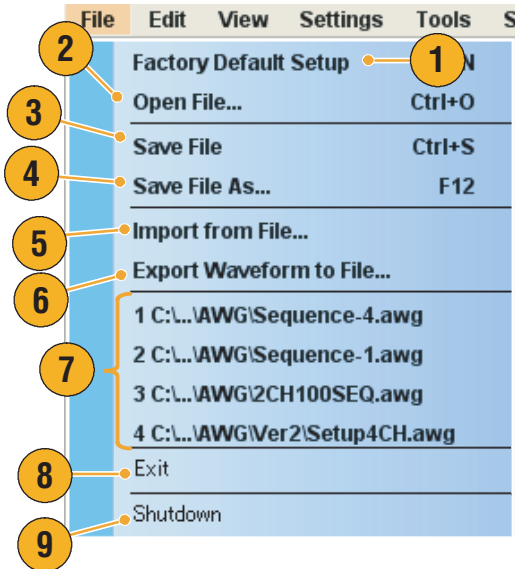 File Edit View Settings Tools S
Factory Default Setup 1 N
2
Open File... Ctrl+O
3 Save File Ctrl+S
4 Save File As... F12
5 Import from File...
6 Export Waveform to File...
1 C:\...\AWG\Sequence-4.awg
2 C:\...\AWG\Sequence-1.awg
7
3 C:\...\AWG\2CH100SEQ.awg
4 C:\...\AWG\Ver2\Setup4CH.awg
8 Exit
9 Shutdown